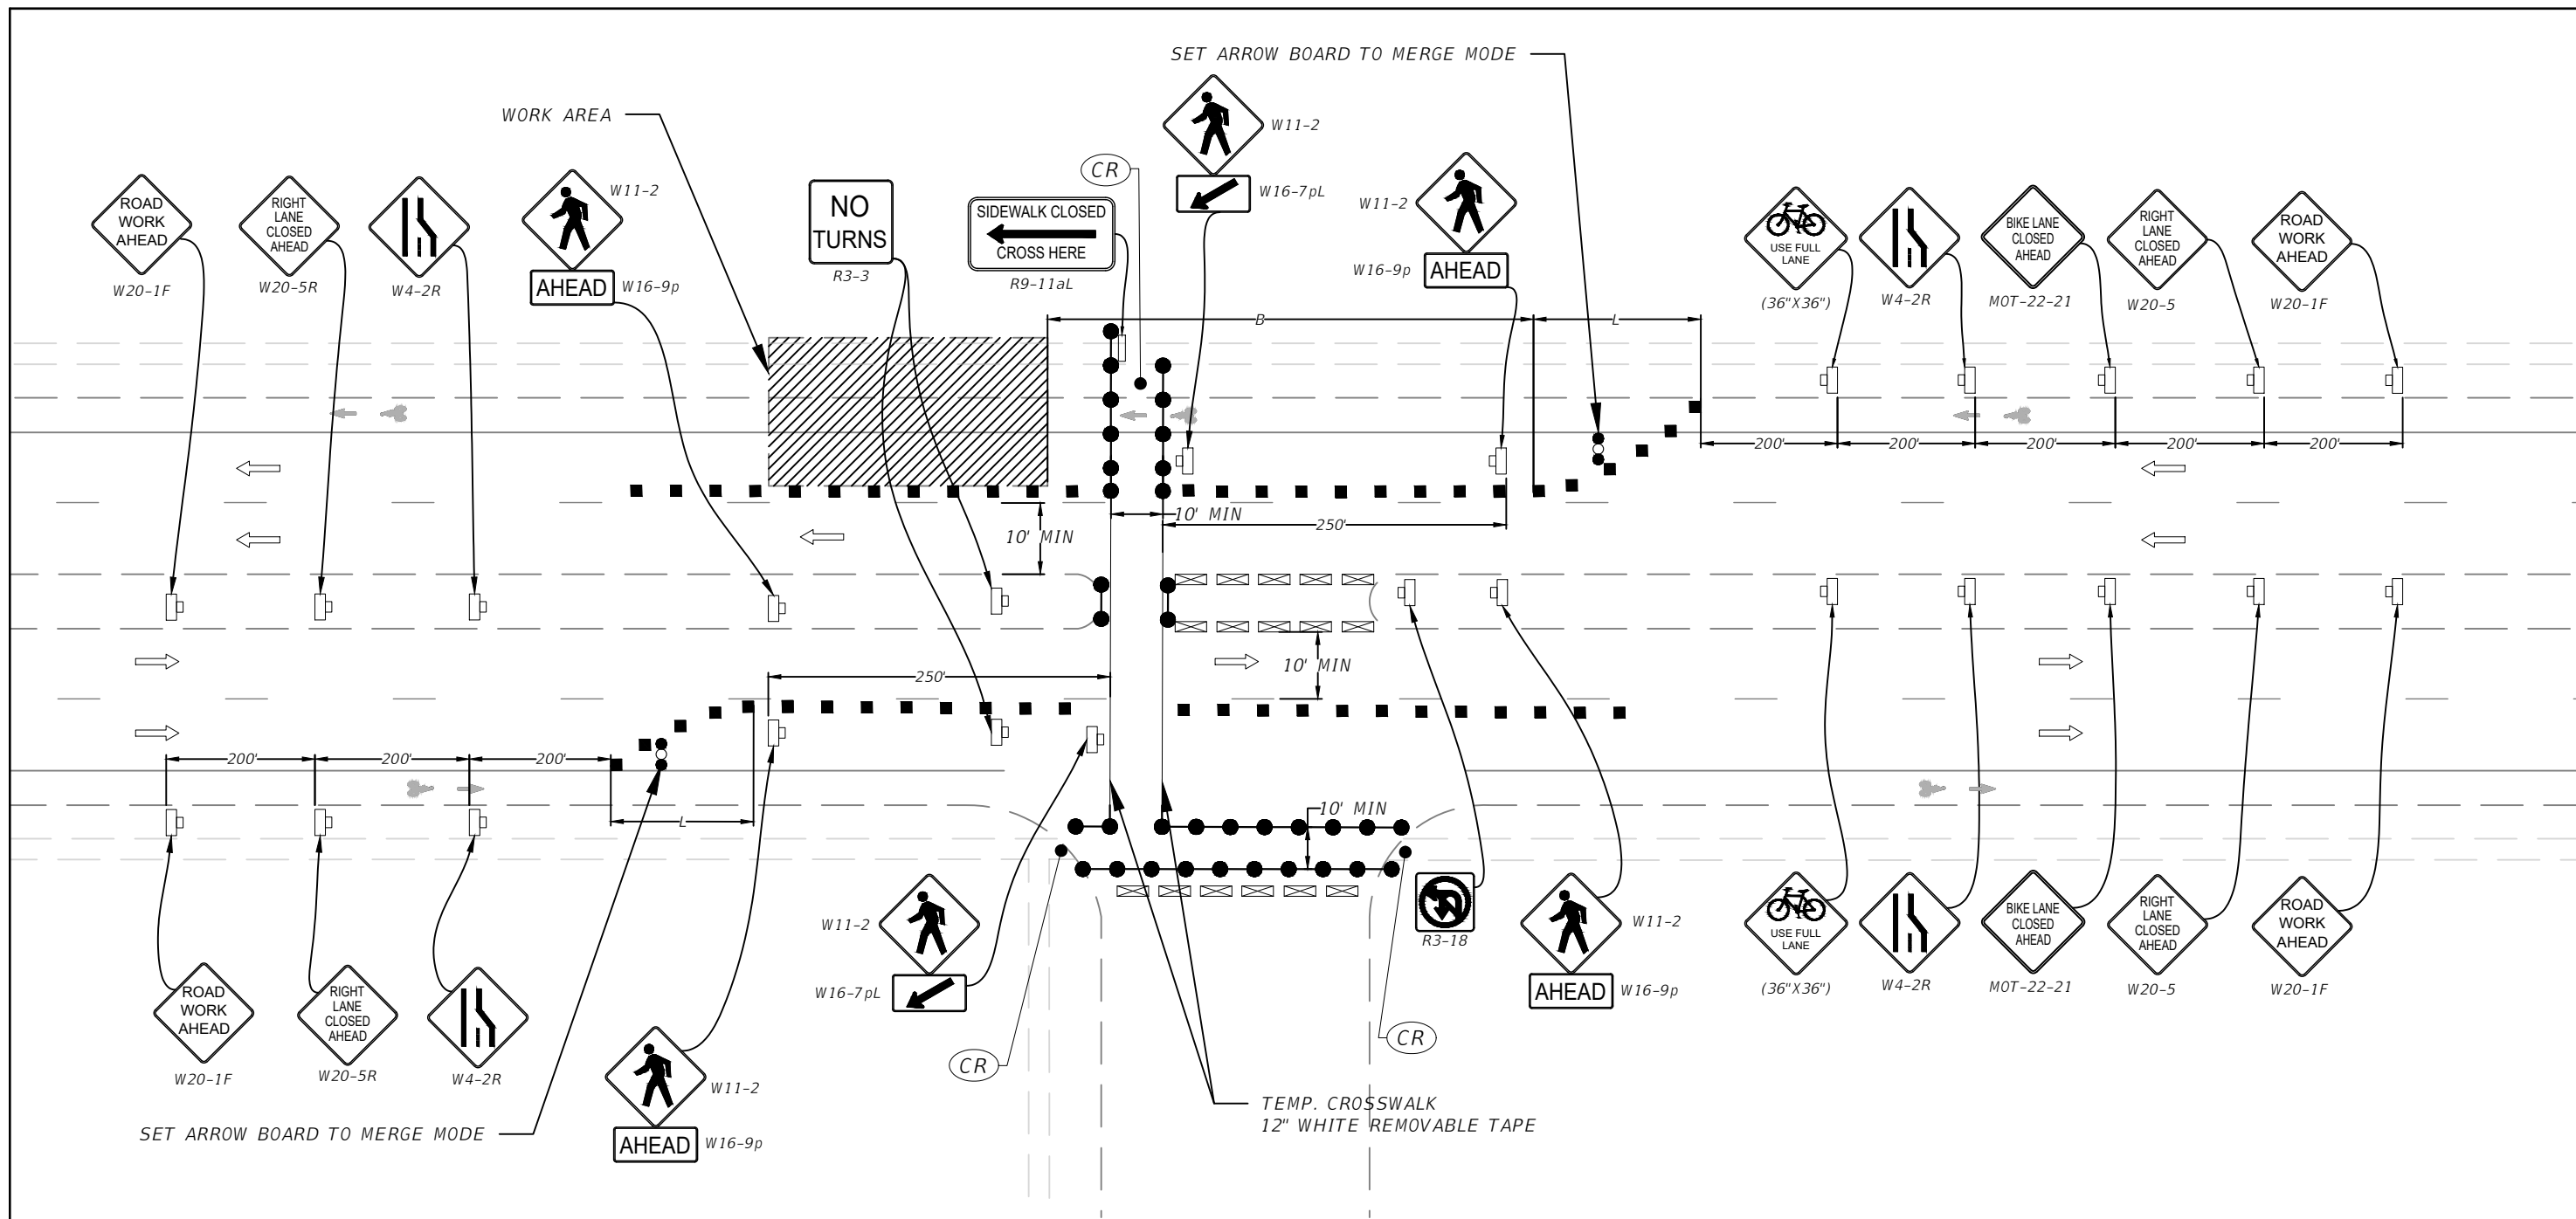 SET ARROW BOARD TO MERGE MODE
WORK AREA
W11-2
CR
W16-7pL
ROAD
WORK
AHEAD
W20-1F
RIGHT
LANE
CLOSED
AHEAD
W20-5R
W4-2R
W11-2
AHEAD
W16-9p
NO
TURNS
R3-3
SIDEWALK CLOSED
CROSS HERE
R9-11aL
W11-2
W16-9p
AHEAD
USE FULL
LANE
(36"X36")
W4-2R
BIKE LANE
CLOSED
AHEAD
MOT-22-21
RIGHT
LANE
CLOSED
AHEAD
W20-5
ROAD
WORK
AHEAD
W20-1F
B
L
200'
200'
200'
200'
200'
10' MIN
250'
10' MIN
10' MIN
250'
200'
200'
200'
L
10' MIN
W11-2
W16-7pL
R3-18
W11-2
AHEAD
W16-9p
USE FULL
LANE
(36"X36")
W4-2R
BIKE LANE
CLOSED
AHEAD
MOT-22-21
RIGHT
LANE
CLOSED
AHEAD
W20-5
ROAD
WORK
AHEAD
W20-1F
ROAD
WORK
AHEAD
W20-1F
RIGHT
LANE
CLOSED
AHEAD
W20-5R
W4-2R
CR
CR
W11-2
AHEAD
W16-9p
SET ARROW BOARD TO MERGE MODE
TEMP. CROSSWALK
12" WHITE REMOVABLE TAPE